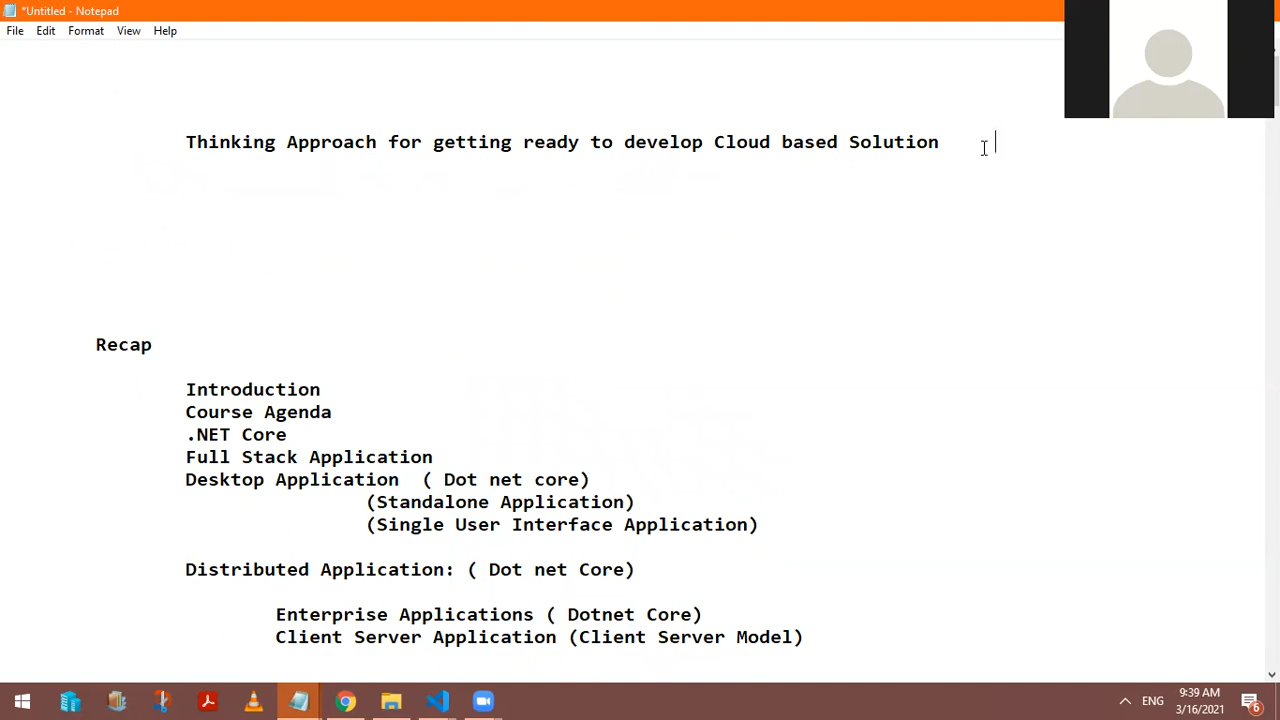 *Untitled - Notepad
File Edit Format View Help
Thinking Approach for getting ready to develop Cloud based Solution
Recap
Introduction
Course Agenda
.NET Core
Full Stack Application
Desktop Application ( Dot net core)
(Standalone Application)
(Single User Interface Application)
Distributed Application: ( Dot net Core)
Enterprise Applications ( Dotnet Core)
Client Server Application (Client Server Model)
ENG
9:39 AM
3/16/2021
6